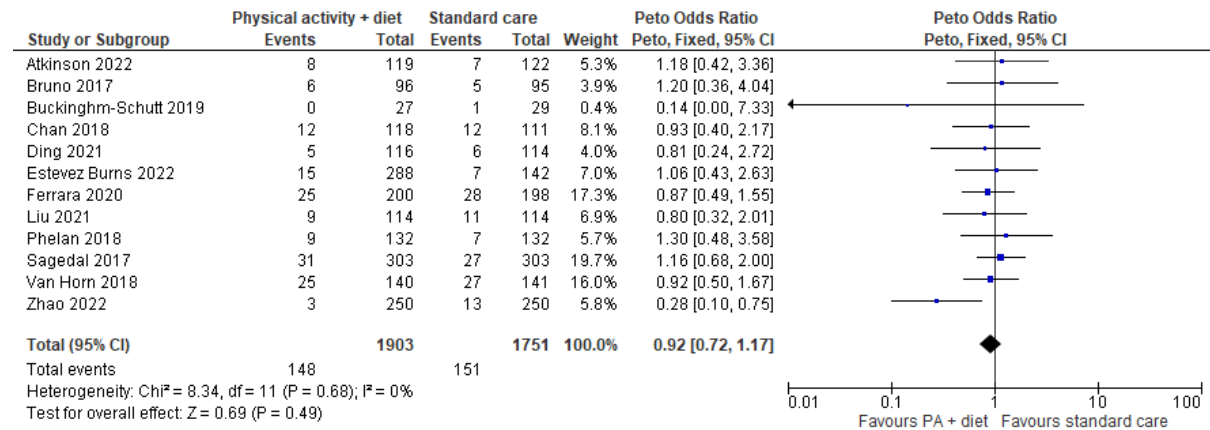 Physical activity + diet Standard care Peto Odds Ratio Peto Odds Ratio
Study or Subgroup Events Total Events Total Weight Peto, Fixed, 95% CI Peto, Fixed, 95% CI
Atkinson 2022 8 119 7 122 5.3% 1.18 [0.42, 3.36]
Bruno 2017 6 96 5 95 3.9% 1.20 [0.36, 4.04]
Buckinghm-Schutt 2019 0 27 1 29 0.4% 0.14 [0.00, 7.33]
Chan 2018 12 118 12 111 8.1% 0.93 [0.40, 2.17]
Ding 2021 5 116 6 114 4.0% 0.81 [0.24, 2.72]
Estevez Burns 2022 15 288 7 142 7.0% 1.06 [0.43, 2.63]
Ferrara 2020 25 200 28 198 17.3% 0.87 [0.49, 1.55]
Liu 2021 9 114 11 114 6.9% 0.80 [0.32, 2.01]
Phelan 2018 9 132 7 132 5.7% 1.30 [0.48, 3.58]
Sagedal 2017 31 303 27 303 19.7% 1.16 [0.68, 2.00]
Van Horn 2018 25 140 27 141 16.0% 0.92 [0.50, 1.67]
Zhao 2022 3 250 13 250 5.8% 0.28 [0.10, 0.75]
Total (95% CI) 1903 1751 100.0% 0.92 [0.72, 1.17]
Total events 148 151
Heterogeneity: Chi² = 8.34, df = 11 (P = 0.68); I² = 0%
Test for overall effect: Z = 0.69 (P = 0.49)
0.01 0.1 1 10 100
Favours PA + diet Favours standard care